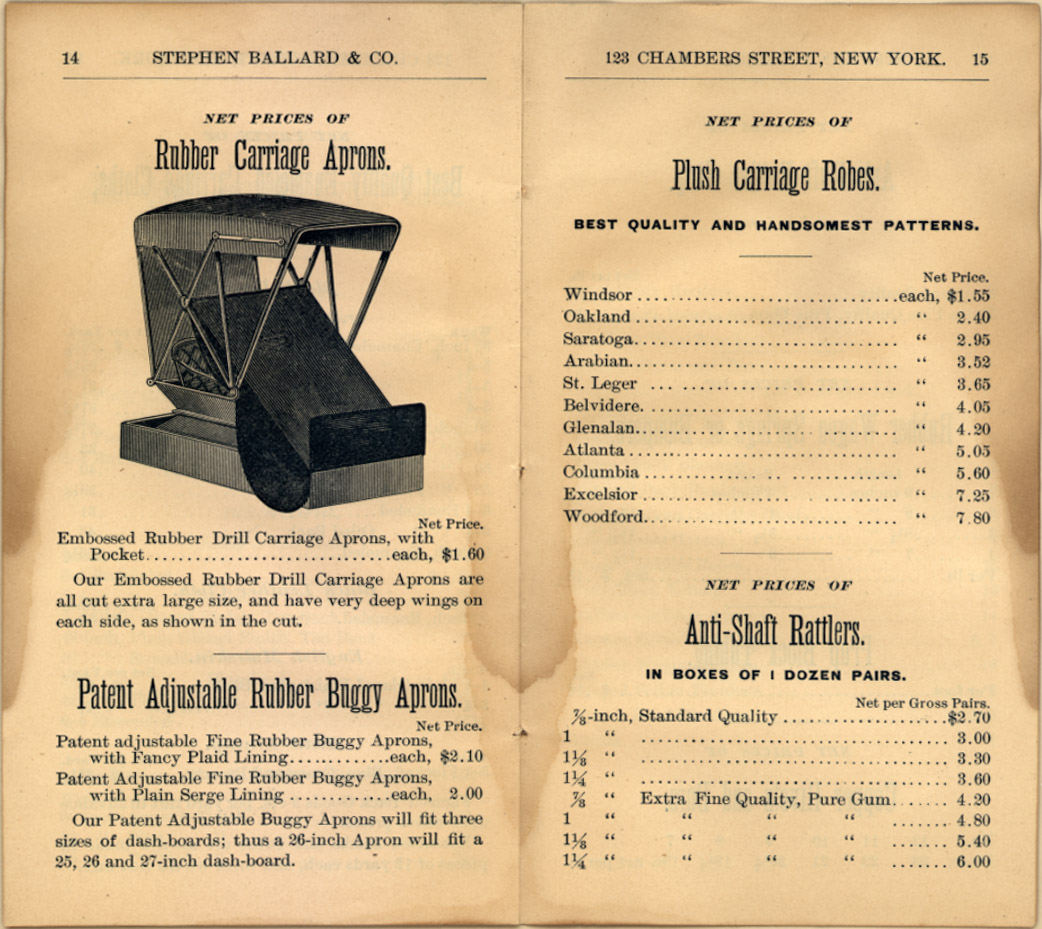 14 STEPHEN BALLARD & CO.
NET PRICES OF
Rubber Carriage Aprons.
Net Price.
Embossed Rubber Drill Carriage Aprons, with
Pocket..............................each, $1.60
Our Embossed Rubber Drill Carriage Aprons are
all cut extra large size, and have very deep wings on
each side, as shown in the cut.
Patent Adjustable Rubber Buggy Aprons.
Net Price.
Patent adjustable Fine Rubber Buggy Aprons,
with Fancy Plaid Lining............each, $2.10
Patent Adjustable Fine Rubber Buggy Aprons,
with Plain Serge Lining ............each, 2.00
Our Patent Adjustable Buggy Aprons will fit three
sizes of dash-boards; thus a 26-inch Apron will fit a
25, 26 and 27-inch dash-board.
123 CHAMBERS STREET, NEW YORK. 15
NET PRICES OF
Plush Carriage Robes.
BEST QUALITY AND HANDSOMEST PATTERNS.
Net Price.
Windsor ................................each, $1.55
Oakland ................................ “ 2.40
Saratoga................................ “ 2.95
Arabian................................ “ 3.52
St. Leger ................................ “ 3.65
Belvidere................................ “ 4.05
Glenalan................................ “ 4.20
Atlanta ................................ “ 5.05
Columbia ................................ “ 5.60
Excelsior ................................ “ 7.25
Woodford................................ “ 7.80
NET PRICES OF
Anti-Shaft Rattlers.
IN BOXES OF 1 DOZEN PAIRS.
Net per Gross Pairs.
⅞-inch, Standard Quality ....................$2.70
1 “ ........................................ 3.00
1⅛ “ ........................................ 3.30
1¼ “ ........................................ 3.60
⅞ “ Extra Fine Quality, Pure Gum....... 4.20
1 “ “ “ “ ....... 4.80
1⅛ “ “ “ “ ....... 5.40
1¼ “ “ “ “ ....... 6.00